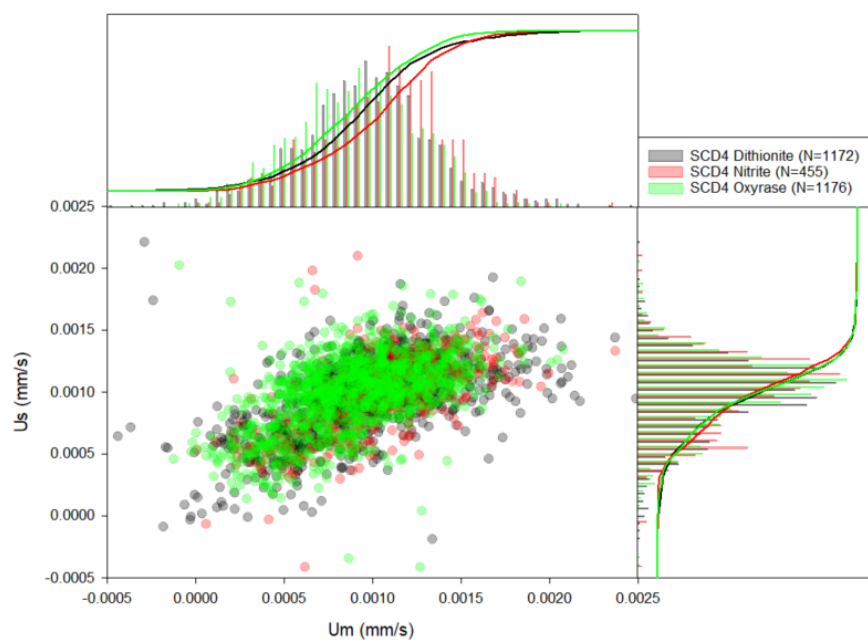 SCD4 Dithionite (N=1172)
SCD4 Nitrite (N=455)
SCD4 Oxyrase (N=1176)
0.0025
0.0020
0.0015
0.0010
0.0005
0.0000
-0.0005
Us (mm/s)
-0.0005 0.0000 0.0005 0.0010 0.0015 0.0020 0.0025
Um (mm/s)